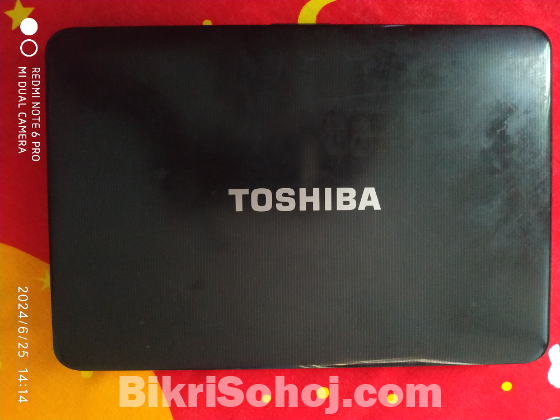 REDMI NOTE 6 PRO
MI DUAL CAMERA
TOSHIBA
2024/6/25 14:14
BikriSohoj.com